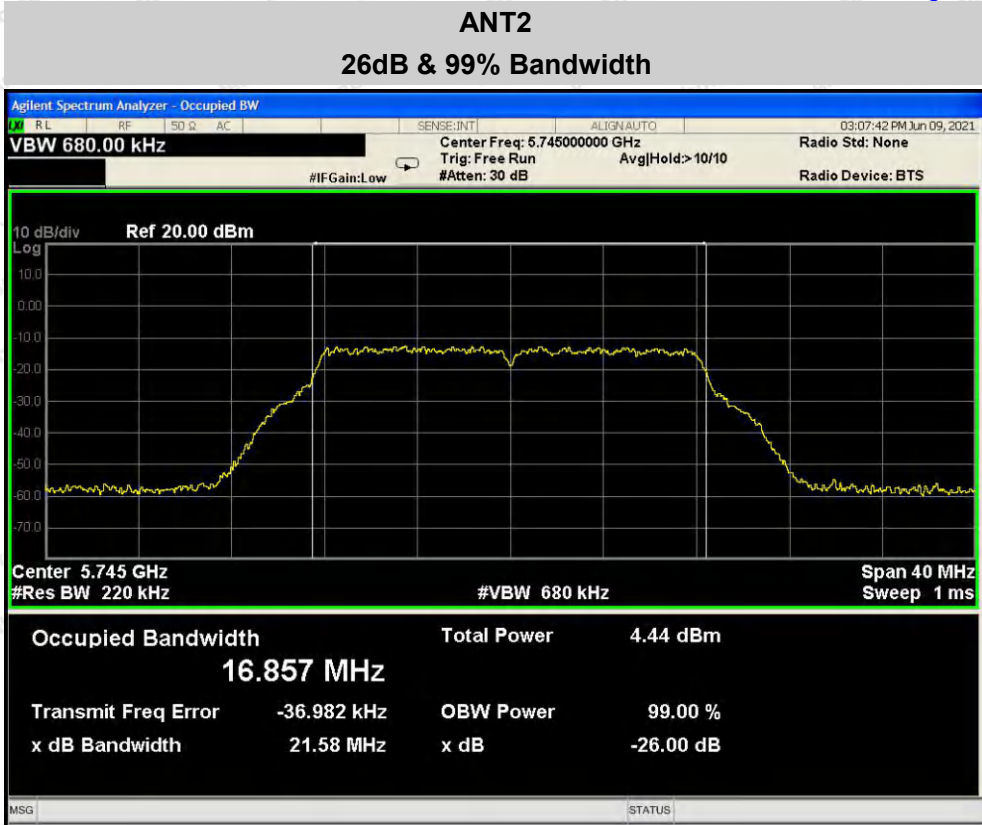 ANT2
26dB & 99% Bandwidth
Agilent Spectrum Analyzer - Occupied BW
LXI RL RF 50 Ω AC SENSE:INT ALIGNAUTO 03:07:42 PM Jun 09, 2021
VBW 680.00 kHz Center Freq: 5.745000000 GHz Radio Std: None
Trig: Free Run Avg|Hold:>10/10
#IFGain:Low #Atten: 30 dB Radio Device: BTS
10 dB/div Ref 20.00 dBm
Log
10.0
0.00
-10.0
-20.0
-30.0
-40.0
-50.0
-60.0
-70.0
Center 5.745 GHz Span 40 MHz
#Res BW 220 kHz #VBW 680 kHz Sweep 1 ms
Occupied Bandwidth Total Power 4.44 dBm
16.857 MHz
Transmit Freq Error -36.982 kHz OBW Power 99.00 %
x dB Bandwidth 21.58 MHz x dB -26.00 dB
MSG STATUS